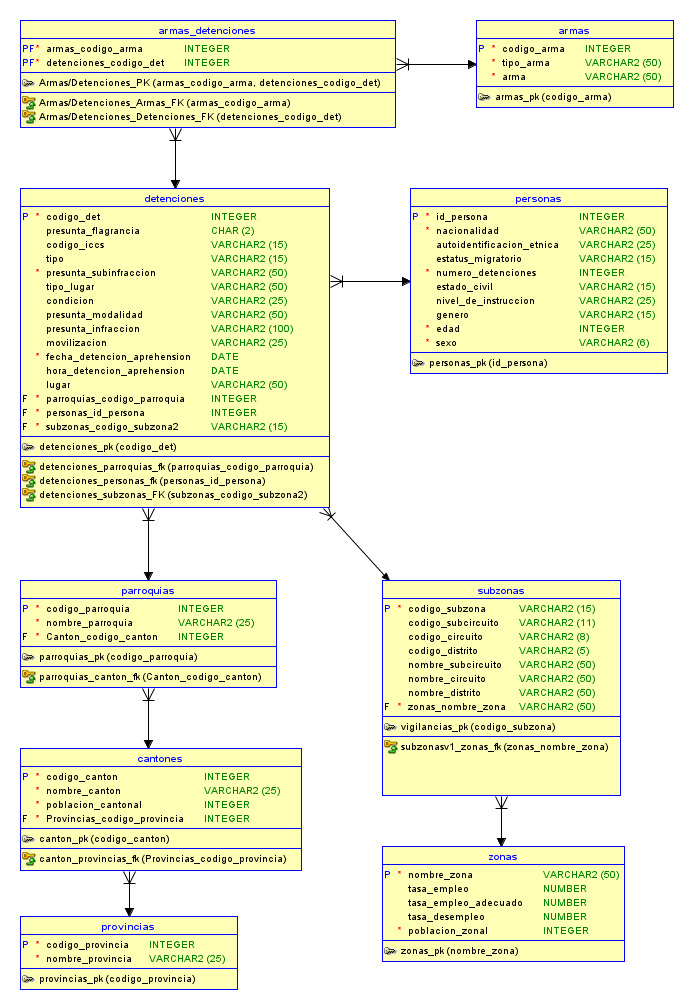 armas_detenciones
PF* armas_codigo_arma INTEGER
PF* detenciones_codigo_det INTEGER
Armas/Detenciones_PK (armas_codigo_arma, detenciones_codigo_det)
Armas/Detenciones_Armas_FK (armas_codigo_arma)
Armas/Detenciones_Detenciones_FK (detenciones_codigo_det)
armas
P * codigo_arma INTEGER
* tipo_arma VARCHAR2 (50)
* arma VARCHAR2 (50)
armas_pk (codigo_arma)
detenciones
P * codigo_det INTEGER
presunta_flagrancia CHAR (2)
codigo_iccs VARCHAR2 (15)
tipo VARCHAR2 (15)
* presunta_subinfraccion VARCHAR2 (50)
tipo_lugar VARCHAR2 (50)
condicion VARCHAR2 (25)
presunta_modalidad VARCHAR2 (50)
presunta_infraccion VARCHAR2 (100)
movilizacion VARCHAR2 (25)
* fecha_detencion_aprehension DATE
hora_detencion_aprehension DATE
lugar VARCHAR2 (50)
F * parroquias_codigo_parroquia INTEGER
F * personas_id_persona INTEGER
F * subzonas_codigo_subzona2 VARCHAR2 (15)
detenciones_pk (codigo_det)
detenciones_parroquias_fk (parroquias_codigo_parroquia)
detenciones_personas_fk (personas_id_persona)
detenciones_subzonas_FK (subzonas_codigo_subzona2)
personas
P * id_persona INTEGER
* nacionalidad VARCHAR2 (50)
autoidentificacion_etnica VARCHAR2 (25)
estatus_migratorio VARCHAR2 (15)
* numero_detenciones INTEGER
estado_civil VARCHAR2 (15)
nivel_de_instruccion VARCHAR2 (25)
genero VARCHAR2 (15)
* edad INTEGER
* sexo VARCHAR2 (6)
personas_pk (id_persona)
parroquias
P * codigo_parroquia INTEGER
* nombre_parroquia VARCHAR2 (25)
F * Canton_codigo_canton INTEGER
parroquias_pk (codigo_parroquia)
parroquias_canton_fk (Canton_codigo_canton)
subzonas
P * codigo_subzona VARCHAR2 (15)
codigo_subcircuito VARCHAR2 (11)
codigo_circuito VARCHAR2 (8)
codigo_distrito VARCHAR2 (5)
nombre_subcircuito VARCHAR2 (50)
nombre_circuito VARCHAR2 (50)
nombre_distrito VARCHAR2 (50)
F * zonas_nombre_zona VARCHAR2 (50)
vigilancias_pk (codigo_subzona)
subzonasv1_zonas_fk (zonas_nombre_zona)
cantones
P * codigo_canton INTEGER
* nombre_canton VARCHAR2 (25)
* poblacion_cantonal INTEGER
F * Provincias_codigo_provincia INTEGER
canton_pk (codigo_canton)
canton_provincias_fk (Provincias_codigo_provincia)
zonas
P * nombre_zona VARCHAR2 (50)
tasa_empleo NUMBER
tasa_empleo_adecuado NUMBER
tasa_desempleo NUMBER
* poblacion_zonal INTEGER
zonas_pk (nombre_zona)
provincias
P * codigo_provincia INTEGER
* nombre_provincia VARCHAR2 (25)
provincias_pk (codigo_provincia)